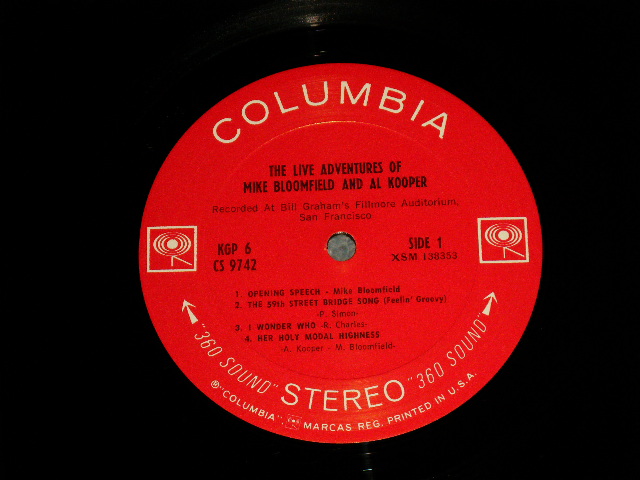 COLUMBIA
THE LIVE ADVENTURES OF
MIKE BLOOMFIELD AND AL KOOPER
Recorded At Bill Graham's Fillmore Auditorium,
San Francisco
KGP 6
CS 9742
SIDE 1
XSM 138353
1. OPENING SPEECH - Mike Bloomfield
2. THE 59th STREET BRIDGE SONG (Feelin' Groovy)
-P. Simon-
3. I WONDER WHO -R. Charles-
4. HER HOLY MODAL HIGHNESS
-A. Kooper - M. Bloomfield-
"360 SOUND" STEREO "360 SOUND"
℗"COLUMBIA", MARCAS REG. PRINTED IN U.S.A.